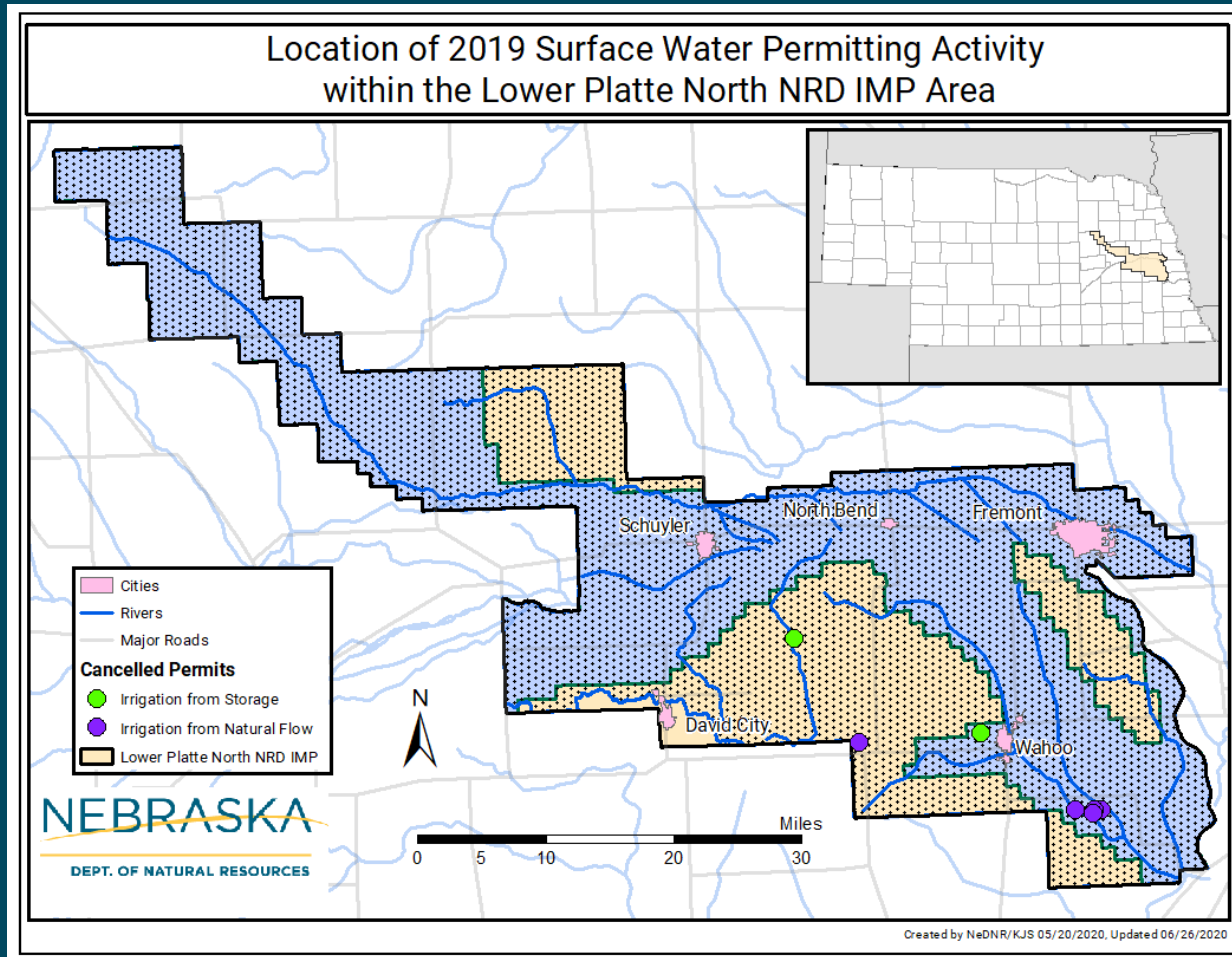 Location of 2019 Surface Water Permitting Activity
within the Lower Platte North NRD IMP Area
Schuyler
North Bend
Fremont
David City
Wahoo
Cities
Rivers
Major Roads
Cancelled Permits
Irrigation from Storage
Irrigation from Natural Flow
Lower Platte North NRD IMP
N
Miles
0 5 10 20 30
NEBRASKA
DEPT. OF NATURAL RESOURCES
Created by NeDNR/KJS 05/20/2020, Updated 06/26/2020